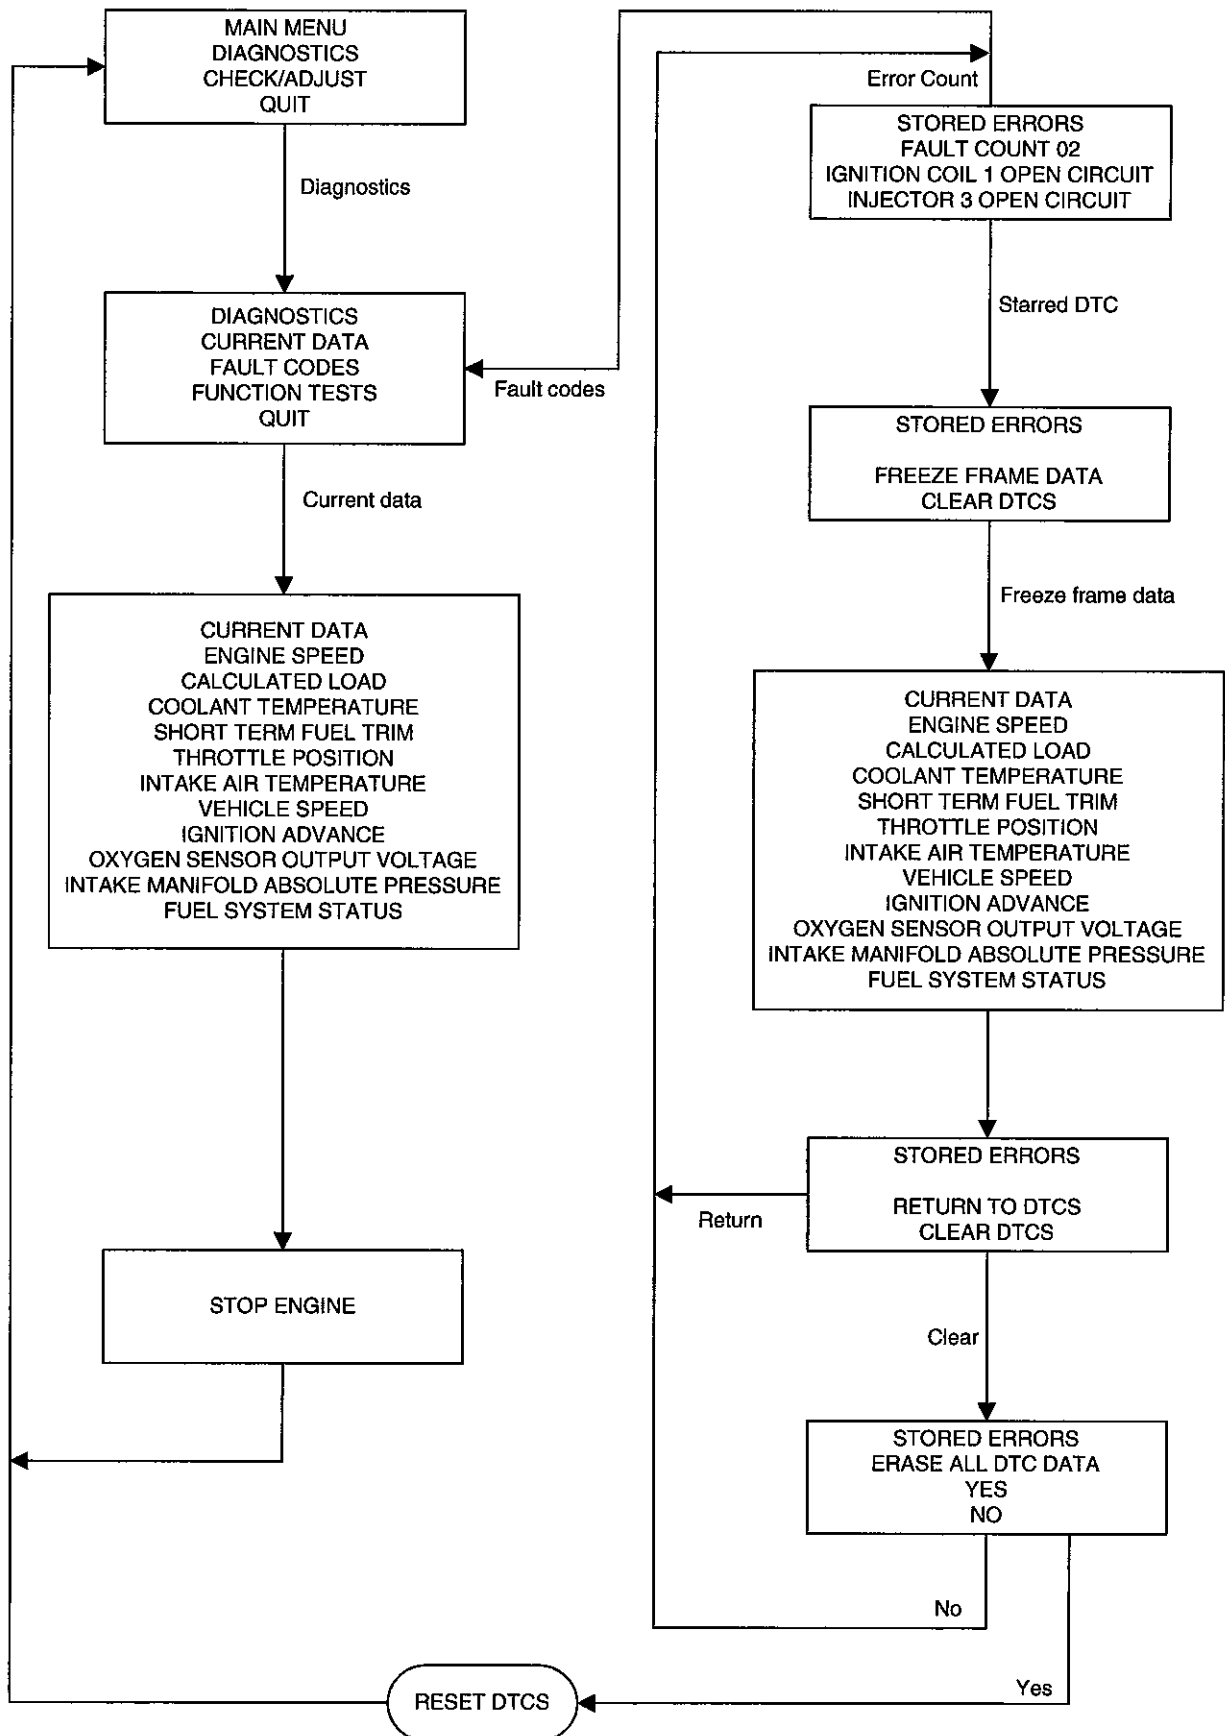 MAIN MENU
DIAGNOSTICS
CHECK/ADJUST
QUIT
Diagnostics
DIAGNOSTICS
CURRENT DATA
FAULT CODES
FUNCTION TESTS
QUIT
Fault codes
Current data
CURRENT DATA
ENGINE SPEED
CALCULATED LOAD
COOLANT TEMPERATURE
SHORT TERM FUEL TRIM
THROTTLE POSITION
INTAKE AIR TEMPERATURE
VEHICLE SPEED
IGNITION ADVANCE
OXYGEN SENSOR OUTPUT VOLTAGE
INTAKE MANIFOLD ABSOLUTE PRESSURE
FUEL SYSTEM STATUS
STOP ENGINE
Error Count
STORED ERRORS
FAULT COUNT 02
IGNITION COIL 1 OPEN CIRCUIT
INJECTOR 3 OPEN CIRCUIT
Starred DTC
STORED ERRORS
FREEZE FRAME DATA
CLEAR DTCS
Freeze frame data
CURRENT DATA
ENGINE SPEED
CALCULATED LOAD
COOLANT TEMPERATURE
SHORT TERM FUEL TRIM
THROTTLE POSITION
INTAKE AIR TEMPERATURE
VEHICLE SPEED
IGNITION ADVANCE
OXYGEN SENSOR OUTPUT VOLTAGE
INTAKE MANIFOLD ABSOLUTE PRESSURE
FUEL SYSTEM STATUS
STORED ERRORS
RETURN TO DTCS
CLEAR DTCS
Return
Clear
STORED ERRORS
ERASE ALL DTC DATA
YES
NO
No
Yes
RESET DTCS